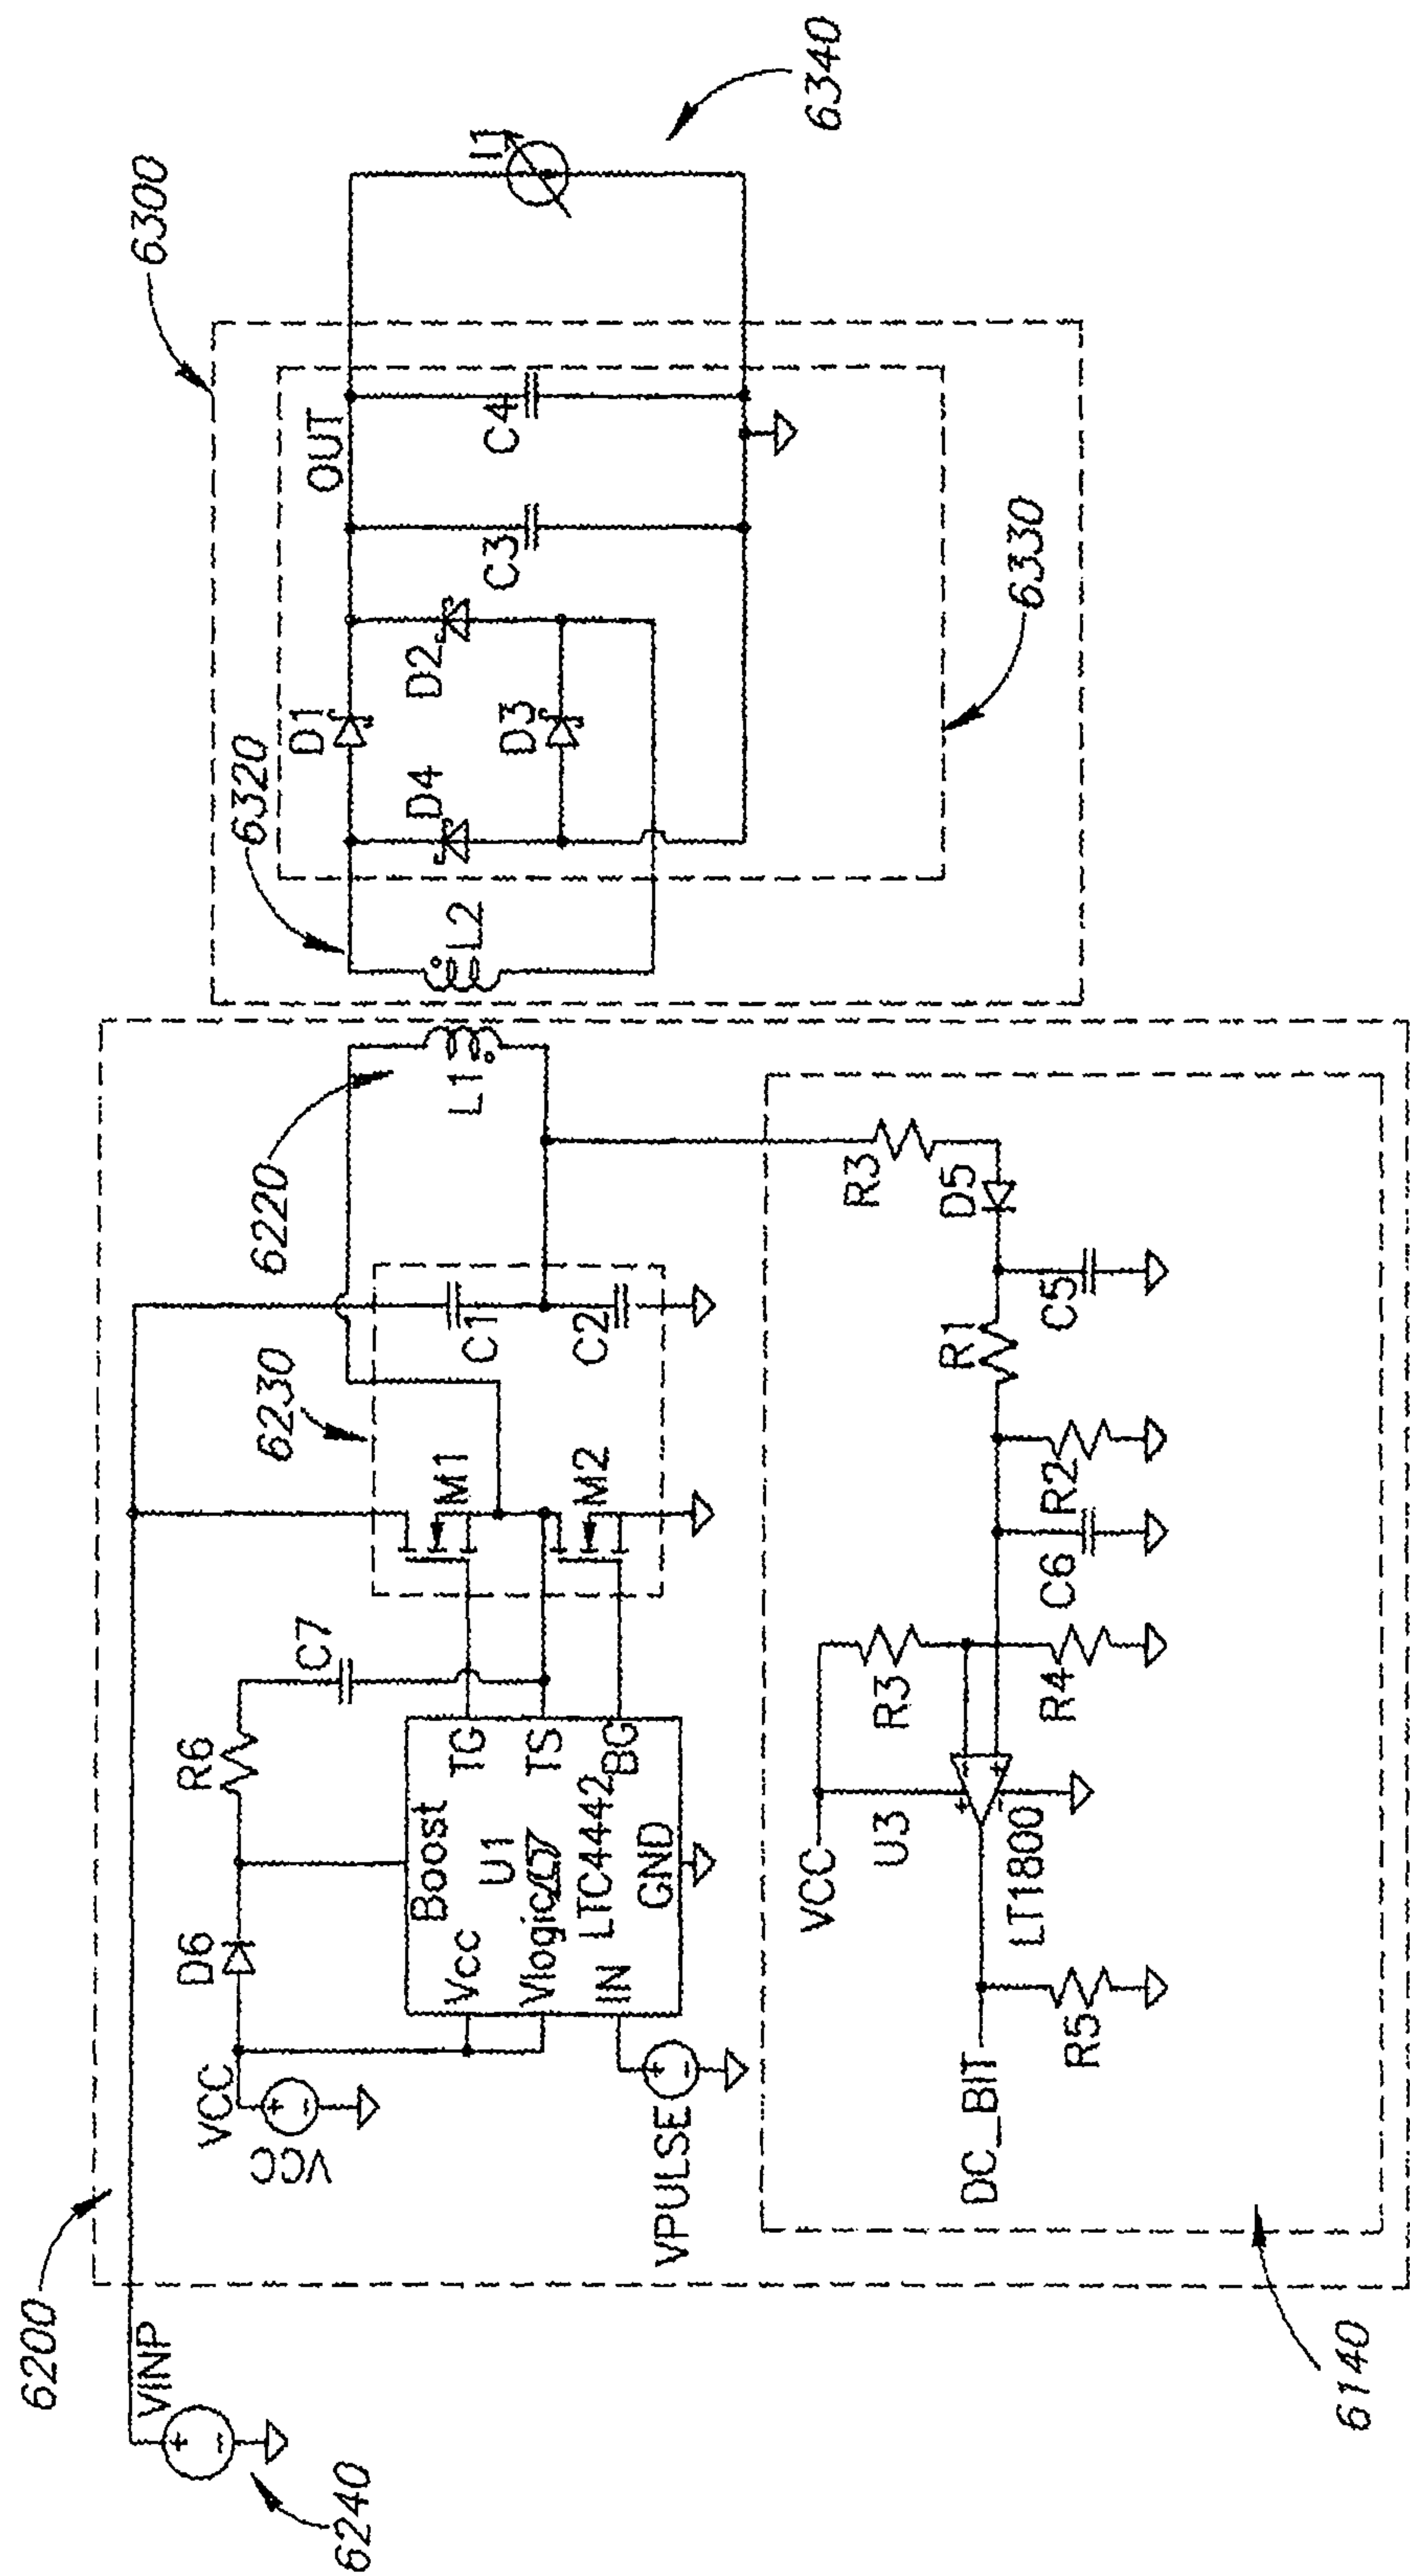 6200
6240
VINP
VCC
VCC
D6
R6
C7
Boost
Vcc
U1
Vlogic
LTC4442
IN
GND
TG
TS
BG
VPULSE
M1
M2
6230
C1
C2
6220
L1
6320
L2
6300
D1
D4
D2
D3
OUT
C3
C4
I1
6340
6330
R3
D5
C5
R1
R2
C6
VCC
R3
R4
U3
LT1800
DC_BIT
R5
6140